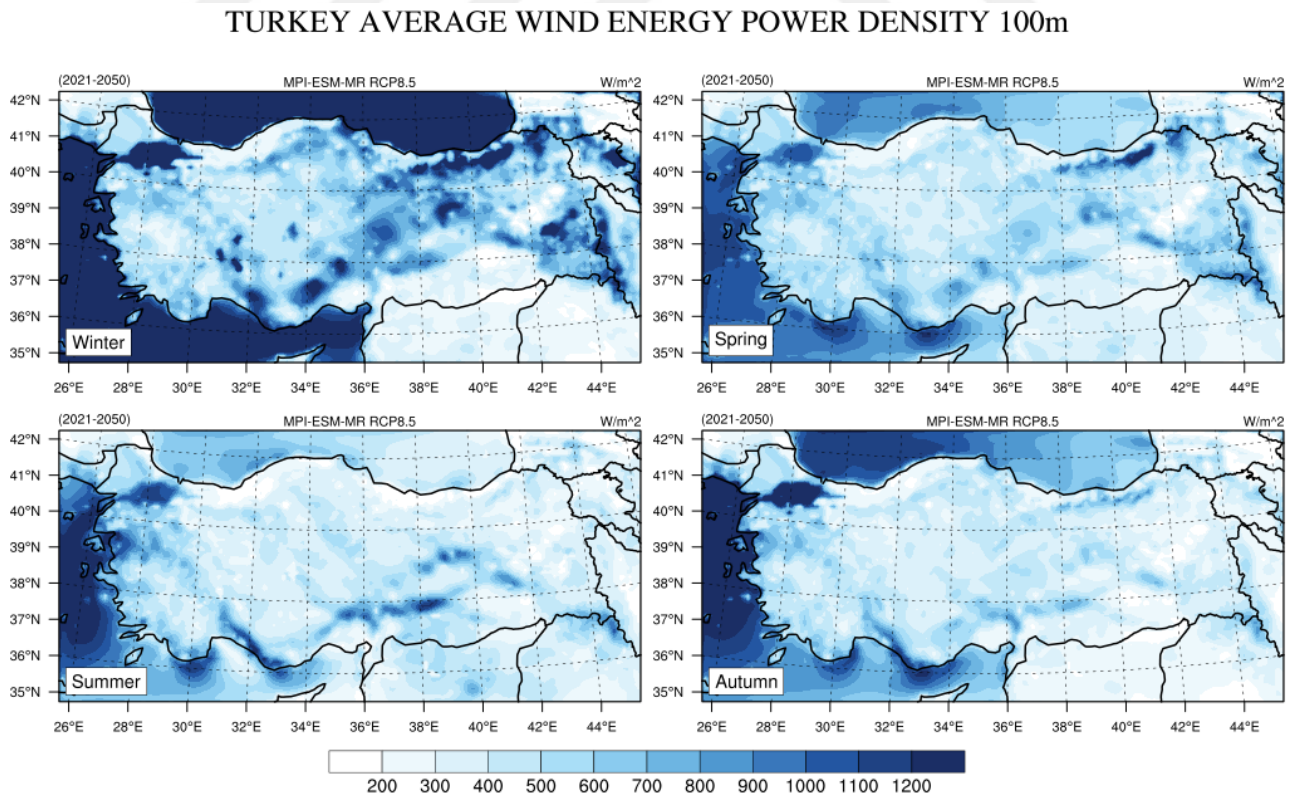 TURKEY AVERAGE WIND ENERGY POWER DENSITY 100m
(2021-2050) MPI-ESM-MR RCP8.5 W/m^2
42°N
41°N
40°N
39°N
38°N
37°N
36°N
35°N
Winter
26°E 28°E 30°E 32°E 34°E 36°E 38°E 40°E 42°E 44°E
(2021-2050) MPI-ESM-MR RCP8.5 W/m^2
42°N
41°N
40°N
39°N
38°N
37°N
36°N
35°N
Spring
26°E 28°E 30°E 32°E 34°E 36°E 38°E 40°E 42°E 44°E
(2021-2050) MPI-ESM-MR RCP8.5 W/m^2
42°N
41°N
40°N
39°N
38°N
37°N
36°N
35°N
Summer
26°E 28°E 30°E 32°E 34°E 36°E 38°E 40°E 42°E 44°E
(2021-2050) MPI-ESM-MR RCP8.5 W/m^2
42°N
41°N
40°N
39°N
38°N
37°N
36°N
35°N
Autumn
26°E 28°E 30°E 32°E 34°E 36°E 38°E 40°E 42°E 44°E
200 300 400 500 600 700 800 900 1000 1100 1200